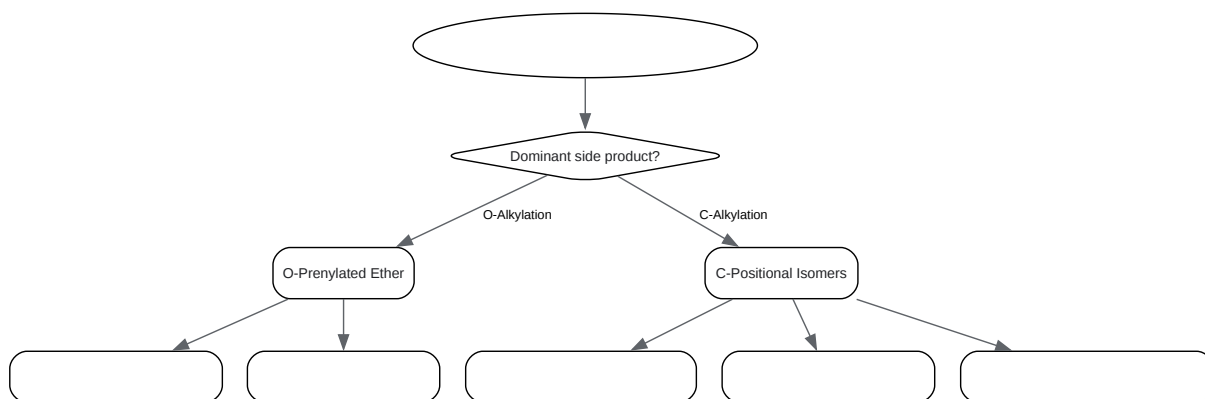 Dominant side product?
O-Alkylation
C-Alkylation
O-Prenylated Ether
C-Positional Isomers